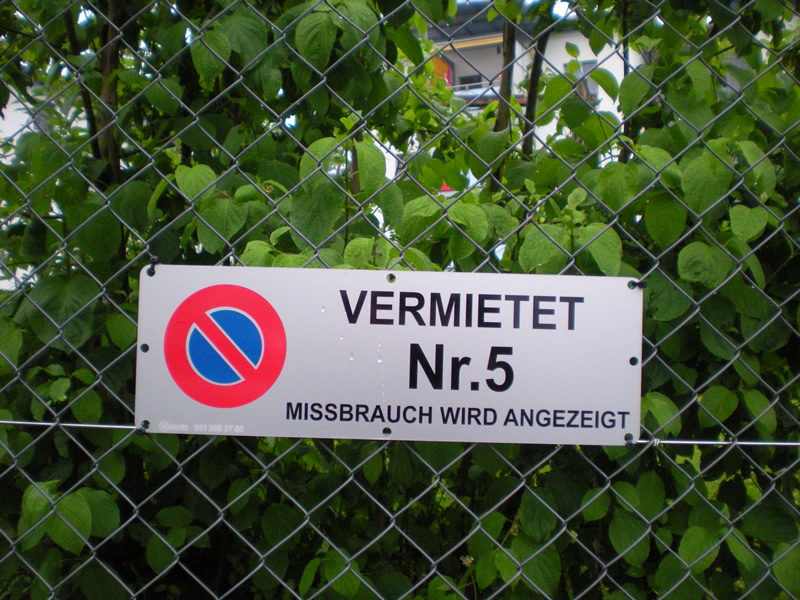 VERMIETET
Nr.5
MISSBRAUCH WIRD ANGEZEIGT